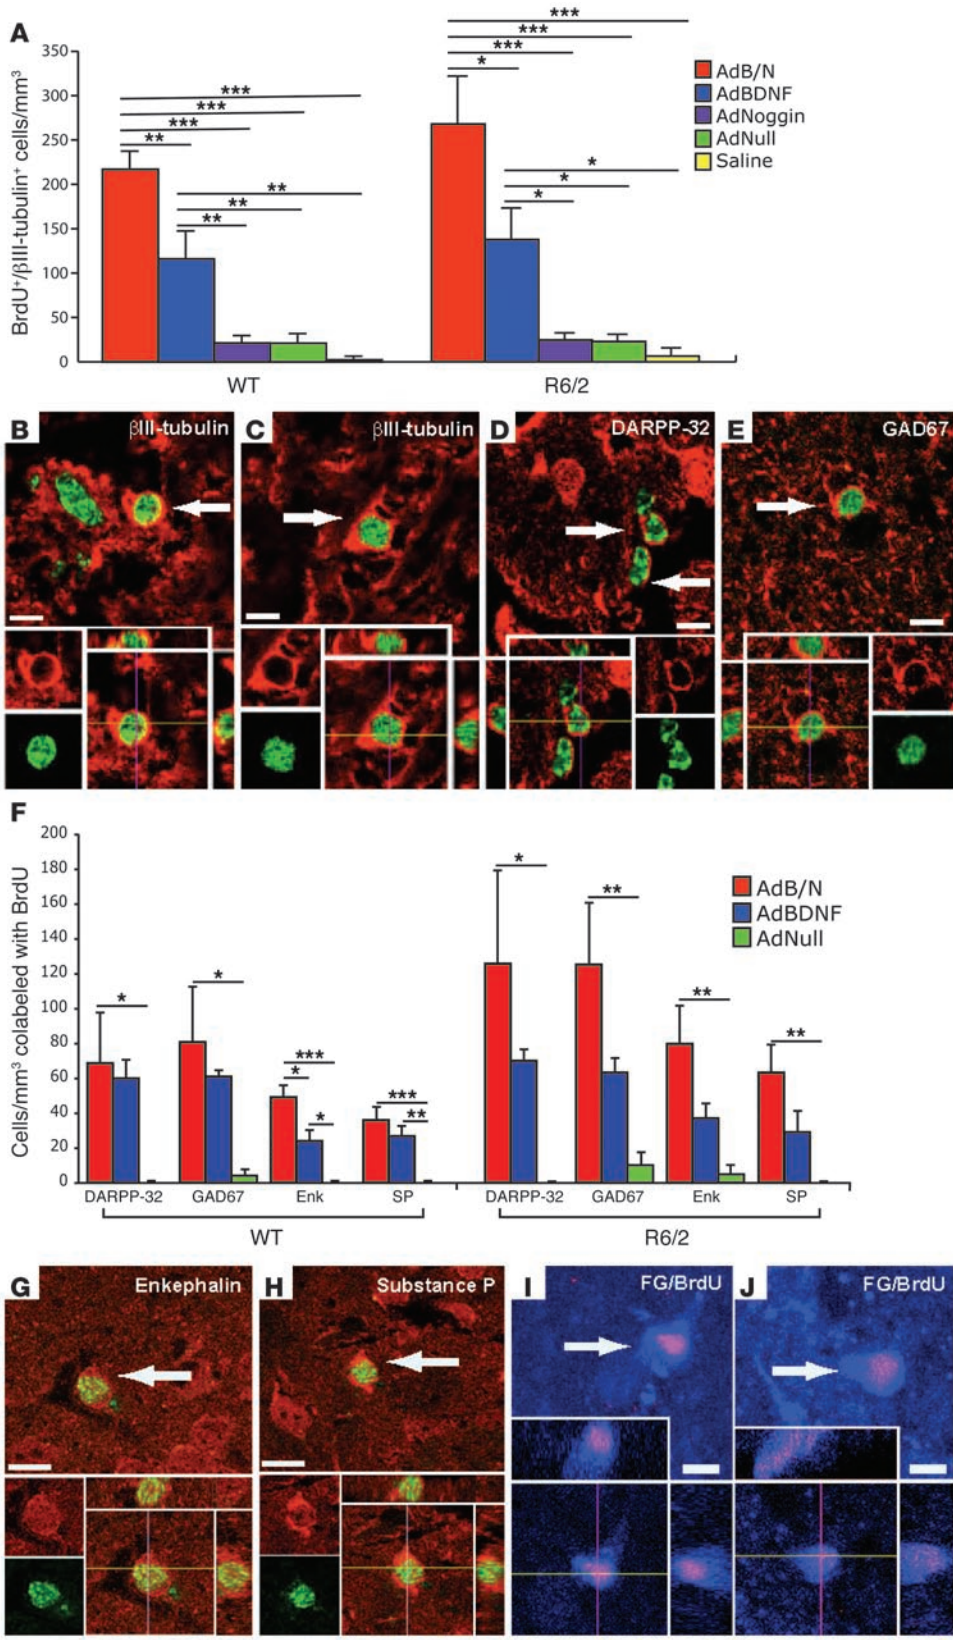 A
BrdU⁺/βIII-tubulin⁺ cells/mm³
350
300
250
200
150
100
50
0
***
***
***
**
**
**
**
***
***
***
*
*
*
*
AdB/N
AdBDNF
AdNoggin
AdNull
Saline
WT
R6/2
B
βIII-tubulin
C
βIII-tubulin
D
DARPP-32
E
GAD67
F
Cells/mm³ colabeled with BrdU
200
180
160
140
120
100
80
60
40
20
0
*
*
***
*
*
***
**
*
**
**
**
AdB/N
AdBDNF
AdNull
DARPP-32
GAD67
Enk
SP
DARPP-32
GAD67
Enk
SP
WT
R6/2
G
Enkephalin
H
Substance P
I
FG/BrdU
J
FG/BrdU